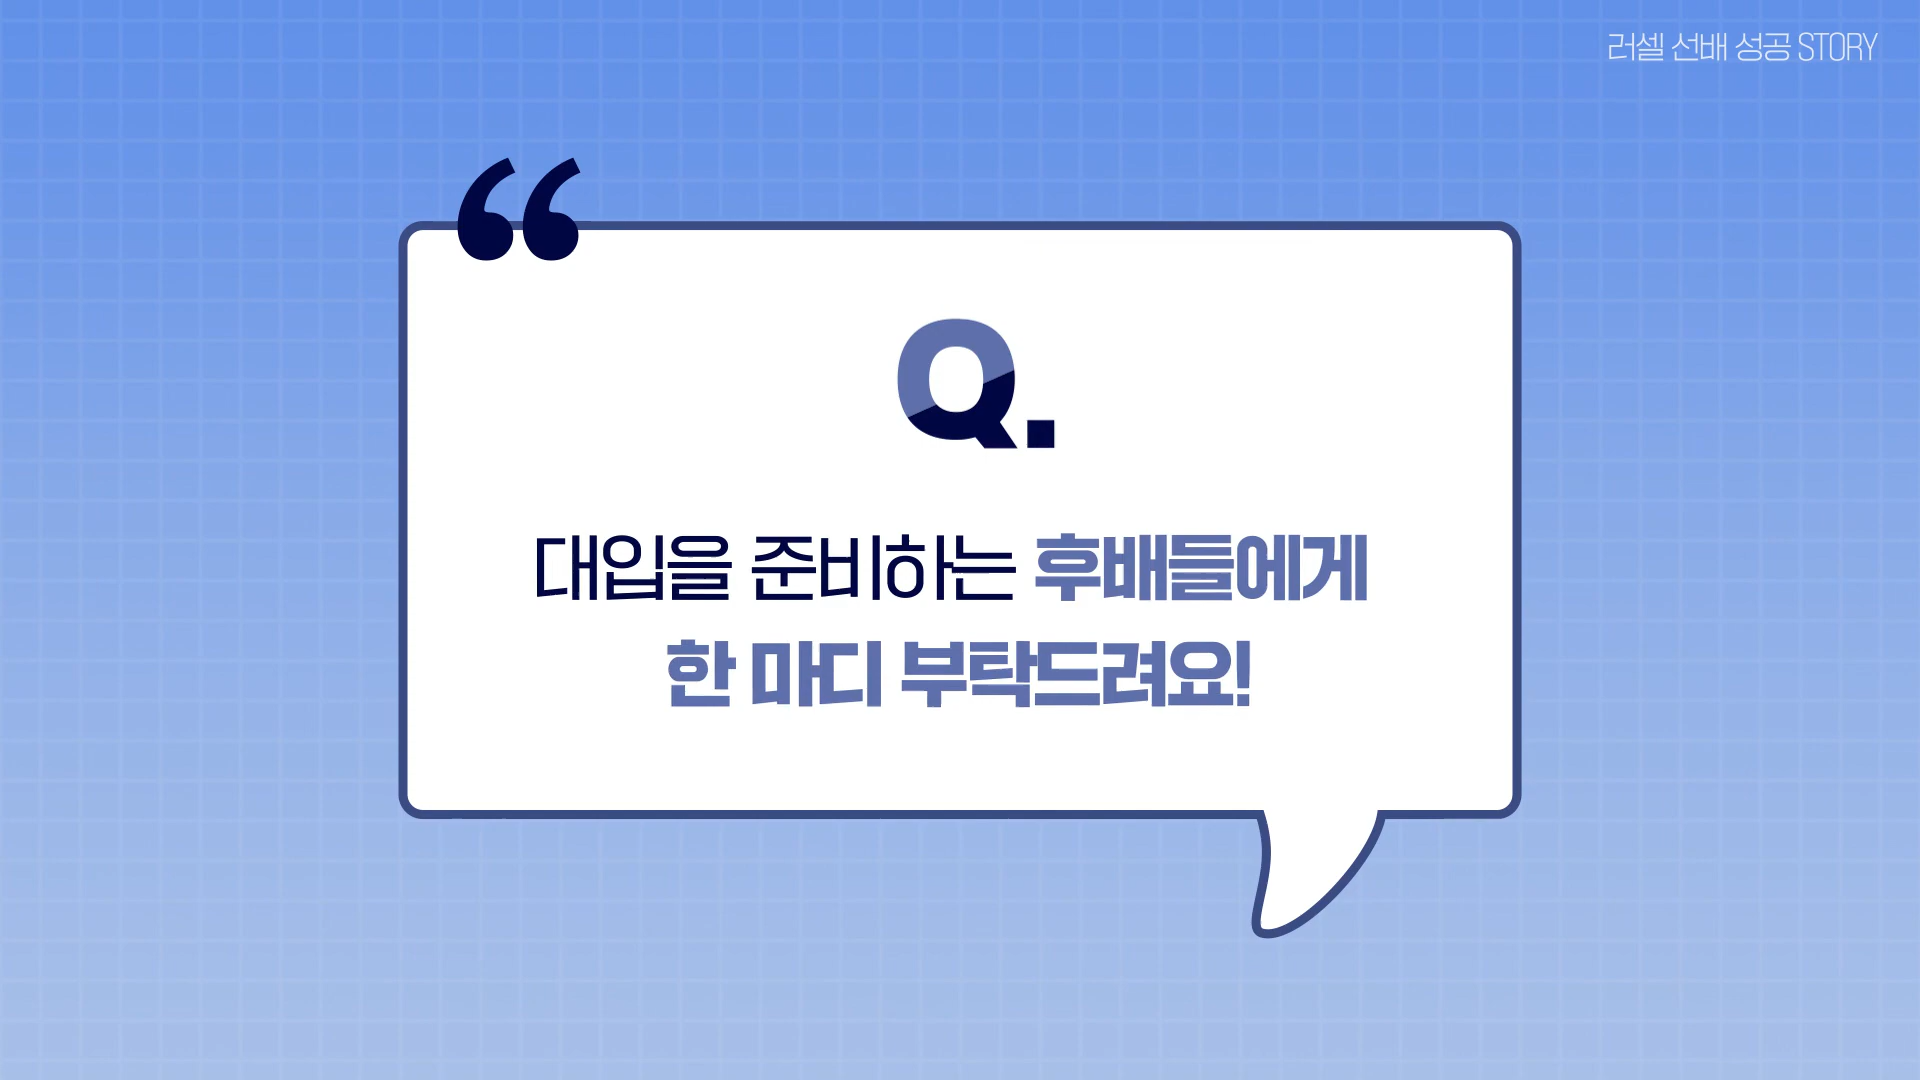 러셀 선배 성공 STORY
“
Q.
대입을 준비하는 후배들에게
한 마디 부탁드려요!